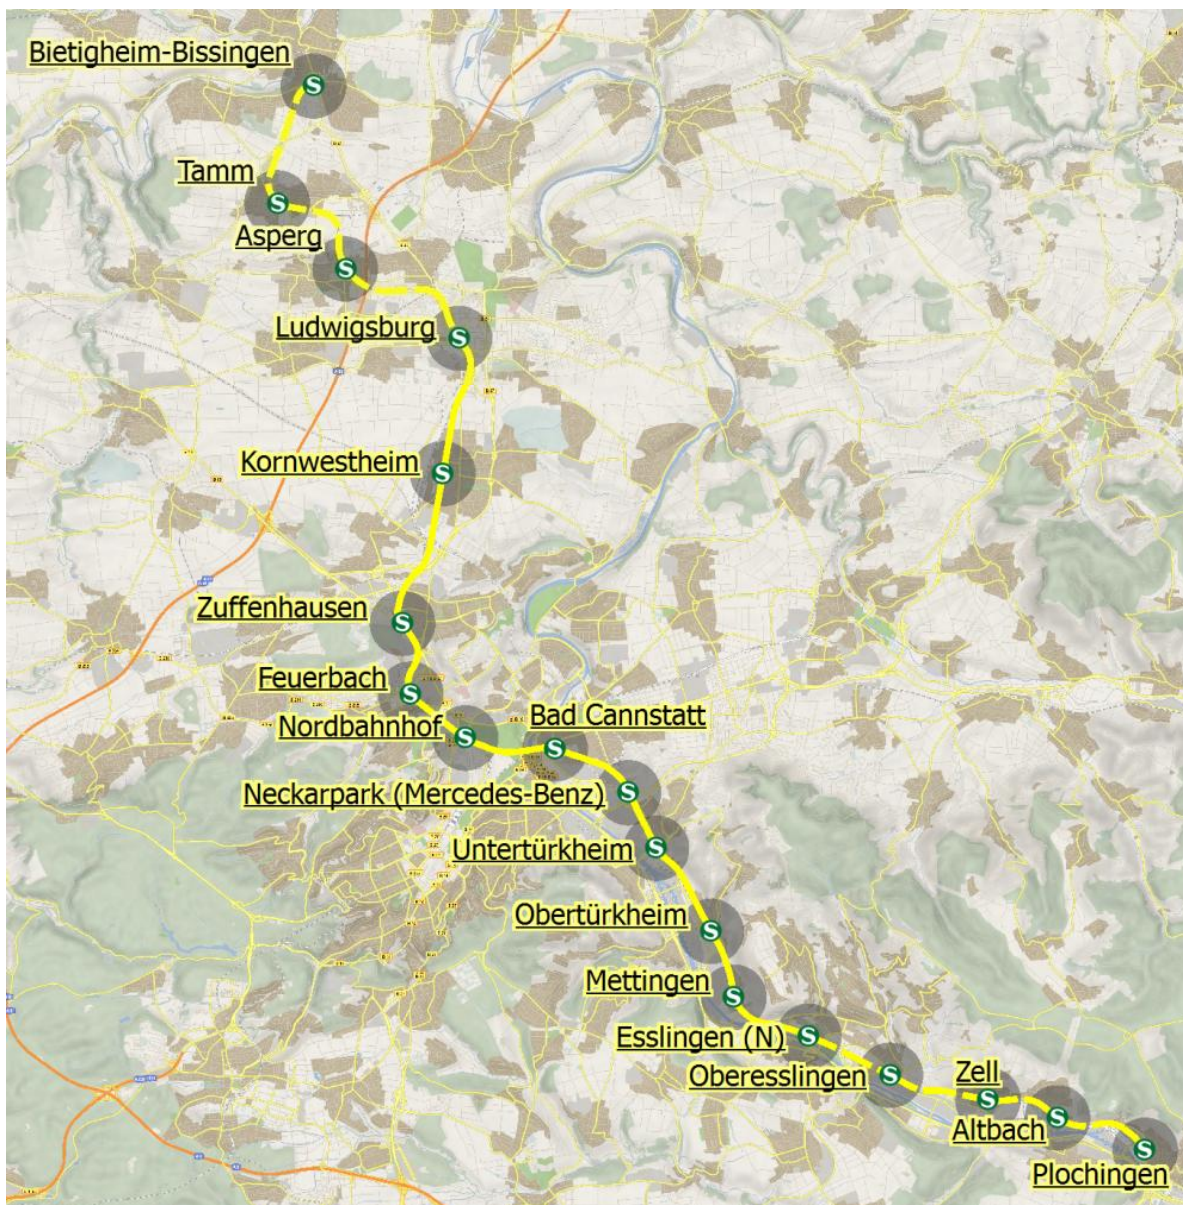 Bietigheim-Bissingen
S
Tamm
S
Asperg
S
Ludwigsburg
S
Kornwestheim
S
Zuffenhausen
S
Feuerbach
S
Nordbahnhof
S
Bad Cannstatt
S
Neckarpark (Mercedes-Benz)
S
Untertürkheim
S
Obertürkheim
S
Mettingen
S
Esslingen (N)
S
Oberesslingen
S
Zell
S
Altbach
S
Plochingen
S